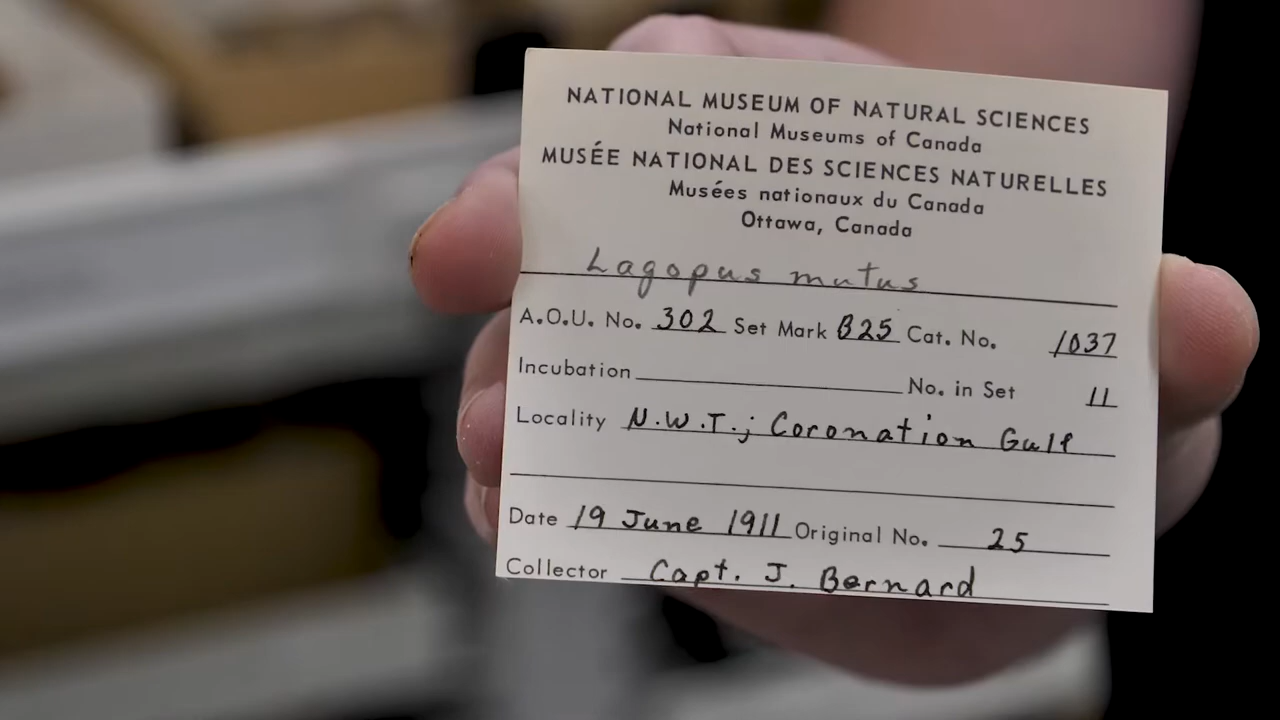 NATIONAL MUSEUM OF NATURAL SCIENCES
National Museums of Canada
MUSÉE NATIONAL DES SCIENCES NATURELLES
Musées nationaux du Canada
Ottawa, Canada
Lagopus mutus
A.O.U. No. 302 Set Mark B25 Cat. No. 1037
Incubation No. in Set 11
Locality N.W.T.; Coronation Gulf
Date 19 June 1911 Original No. 25
Collector Capt. J. Bernard